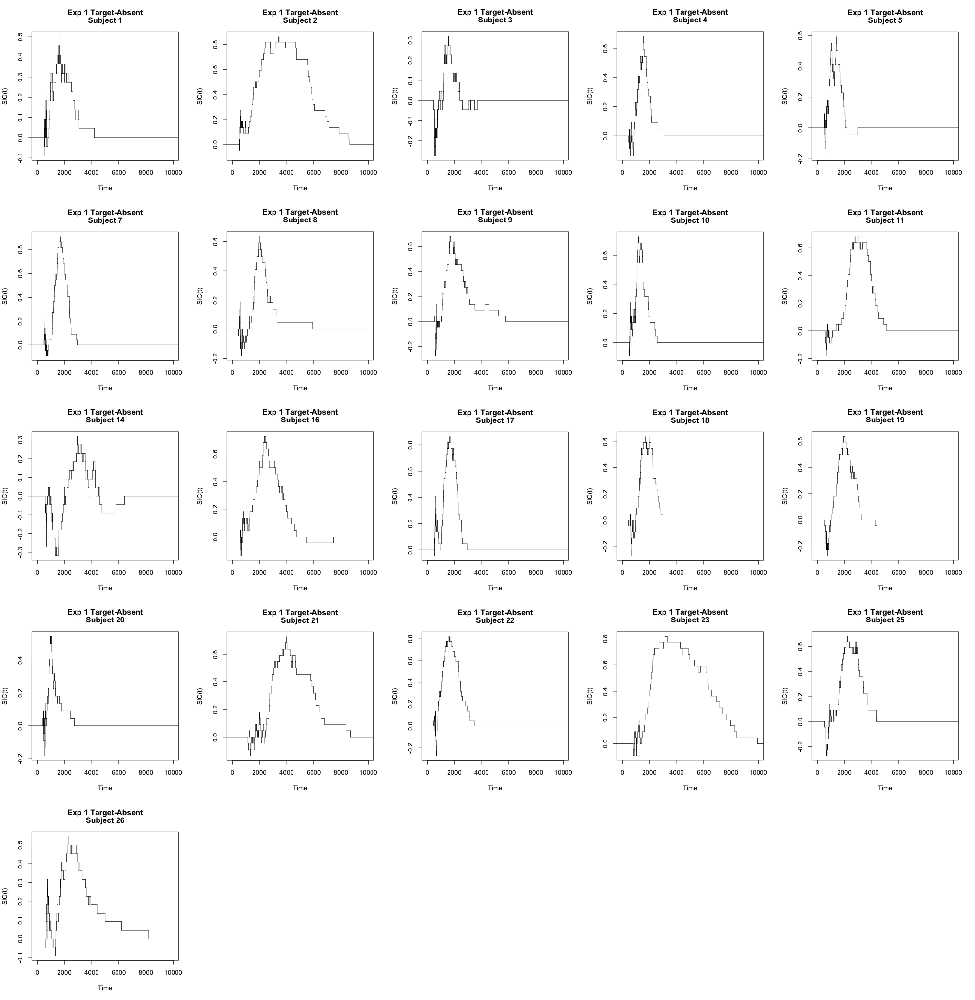 Exp 1 Target-Absent
Subject 1
SIC(t)
0.5
0.4
0.3
0.2
0.1
0.0
-0.1
0 2000 4000 6000 8000 10000
Time
Exp 1 Target-Absent
Subject 2
SIC(t)
0.8
0.6
0.4
0.2
0.0
0 2000 4000 6000 8000 10000
Time
Exp 1 Target-Absent
Subject 3
SIC(t)
0.3
0.2
0.1
0.0
-0.1
-0.2
0 2000 4000 6000 8000 10000
Time
Exp 1 Target-Absent
Subject 4
SIC(t)
0.6
0.4
0.2
0.0
0 2000 4000 6000 8000 10000
Time
Exp 1 Target-Absent
Subject 5
SIC(t)
0.6
0.4
0.2
0.0
-0.2
0 2000 4000 6000 8000 10000
Time
Exp 1 Target-Absent
Subject 7
SIC(t)
0.8
0.6
0.4
0.2
0.0
0 2000 4000 6000 8000 10000
Time
Exp 1 Target-Absent
Subject 8
SIC(t)
0.6
0.4
0.2
0.0
-0.2
0 2000 4000 6000 8000 10000
Time
Exp 1 Target-Absent
Subject 9
SIC(t)
0.6
0.4
0.2
0.0
-0.2
0 2000 4000 6000 8000 10000
Time
Exp 1 Target-Absent
Subject 10
SIC(t)
0.6
0.4
0.2
0.0
0 2000 4000 6000 8000 10000
Time
Exp 1 Target-Absent
Subject 11
SIC(t)
0.6
0.4
0.2
0.0
-0.2
0 2000 4000 6000 8000 10000
Time
Exp 1 Target-Absent
Subject 14
SIC(t)
0.3
0.2
0.1
0.0
-0.1
-0.2
-0.3
0 2000 4000 6000 8000 10000
Time
Exp 1 Target-Absent
Subject 16
SIC(t)
0.6
0.4
0.2
0.0
0 2000 4000 6000 8000 10000
Time
Exp 1 Target-Absent
Subject 17
SIC(t)
0.8
0.6
0.4
0.2
0.0
0 2000 4000 6000 8000 10000
Time
Exp 1 Target-Absent
Subject 18
SIC(t)
0.6
0.4
0.2
0.0
-0.2
0 2000 4000 6000 8000 10000
Time
Exp 1 Target-Absent
Subject 19
SIC(t)
0.6
0.4
0.2
0.0
-0.2
0 2000 4000 6000 8000 10000
Time
Exp 1 Target-Absent
Subject 20
SIC(t)
0.4
0.2
0.0
-0.2
0 2000 4000 6000 8000 10000
Time
Exp 1 Target-Absent
Subject 21
SIC(t)
0.6
0.4
0.2
0.0
0 2000 4000 6000 8000 10000
Time
Exp 1 Target-Absent
Subject 22
SIC(t)
0.8
0.6
0.4
0.2
0.0
-0.2
0 2000 4000 6000 8000 10000
Time
Exp 1 Target-Absent
Subject 23
SIC(t)
0.8
0.6
0.4
0.2
0.0
0 2000 4000 6000 8000 10000
Time
Exp 1 Target-Absent
Subject 25
SIC(t)
0.6
0.4
0.2
0.0
-0.2
0 2000 4000 6000 8000 10000
Time
Exp 1 Target-Absent
Subject 26
SIC(t)
0.5
0.4
0.3
0.2
0.1
0.0
-0.1
0 2000 4000 6000 8000 10000
Time